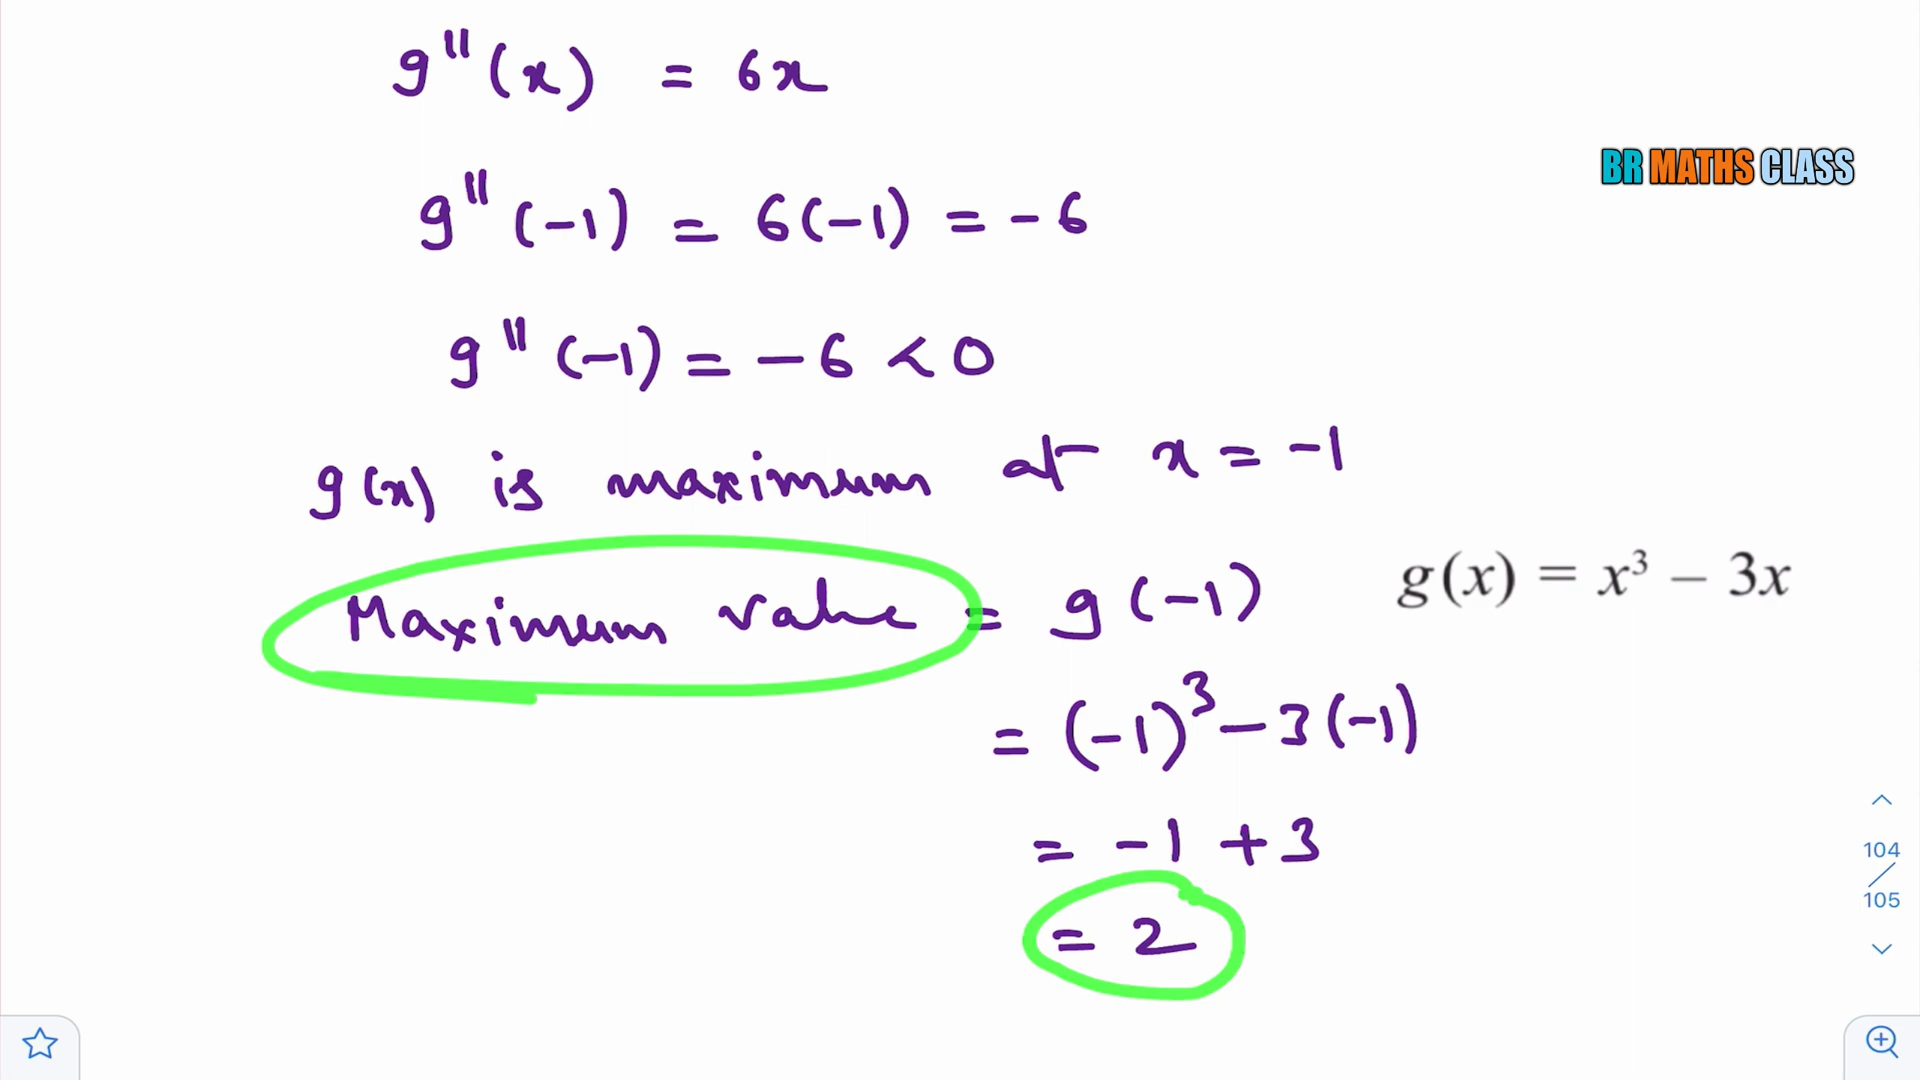 g''(x) = 6x
BR MATHS CLASS
g''(-1) = 6(-1) = -6
g''(-1) = -6 < 0
g(x) is maximum at x = -1
Maximum value = g(-1)
g(x) = x³ – 3x
= (-1)³ - 3(-1)
= -1 + 3
= 2
104
/
105